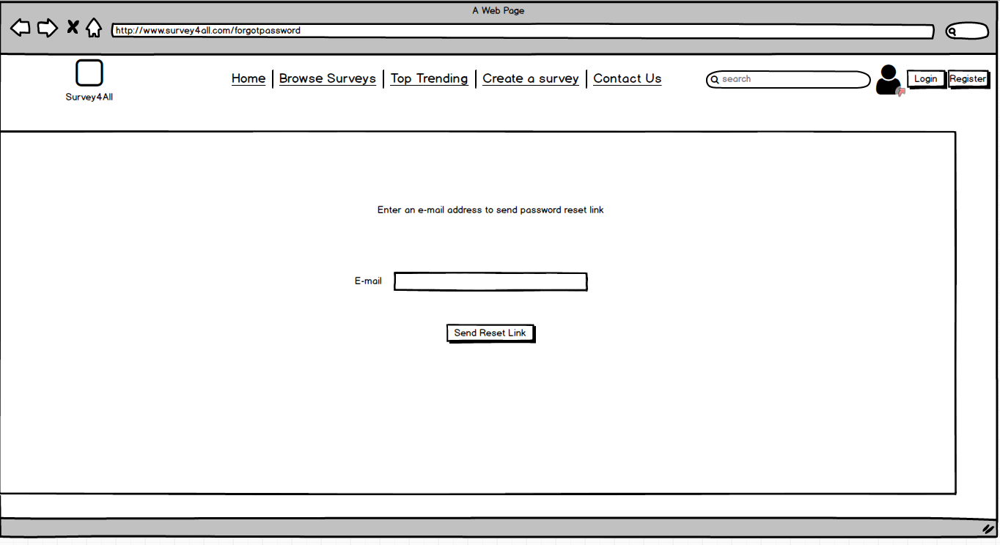 A Web Page
http://www.survey4all.com/forgotpassword
Survey4All
Home | Browse Surveys | Top Trending | Create a survey | Contact Us
search
Login
Register
Enter an e-mail address to send password reset link
E-mail
Send Reset Link